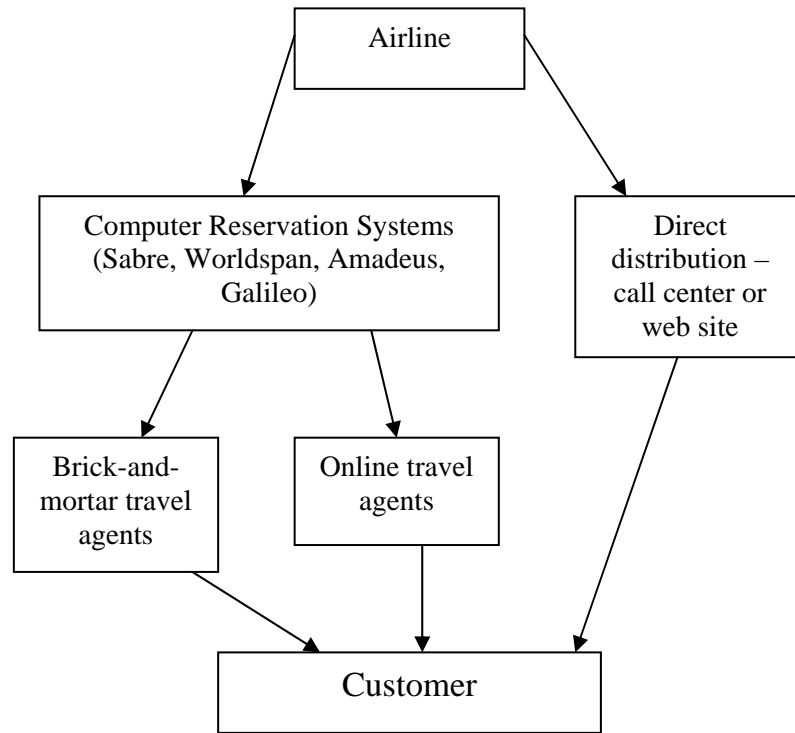 Airline
Computer Reservation Systems
(Sabre, Worldspan, Amadeus,
Galileo)
Direct
distribution –
call center or
web site
Brick-and-
mortar travel
agents
Online travel
agents
Customer